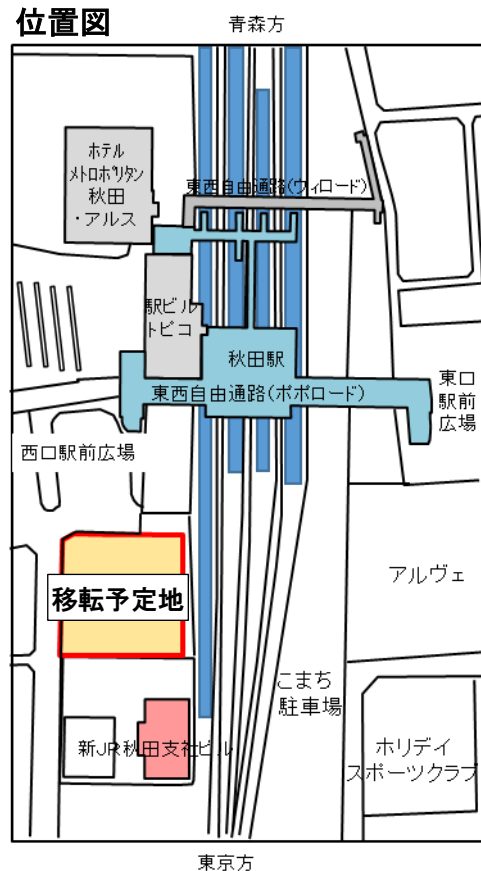 位置図
青森方
ホテル
メトロポリタン
秋田
・アルス
東西自由通路(ウィロード)
駅ビル
トピコ
秋田駅
東西自由通路(ポポロード)
東口
駅前
広場
西口駅前広場
移転予定地
アルヴェ
こまち
駐車場
新JR秋田支社ビル
ホリデイ
スポーツクラブ
東京方